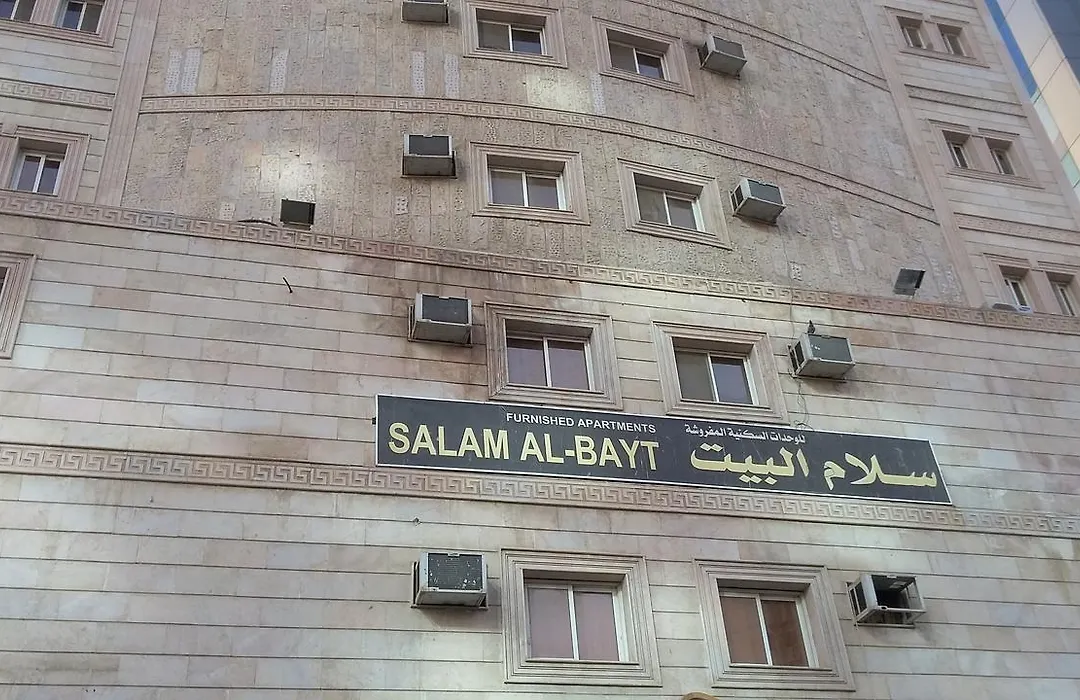 FURNISHED APARTMENTS
SALAM AL-BAYT
للوحدات السكنية المفروشة
سلام البيت